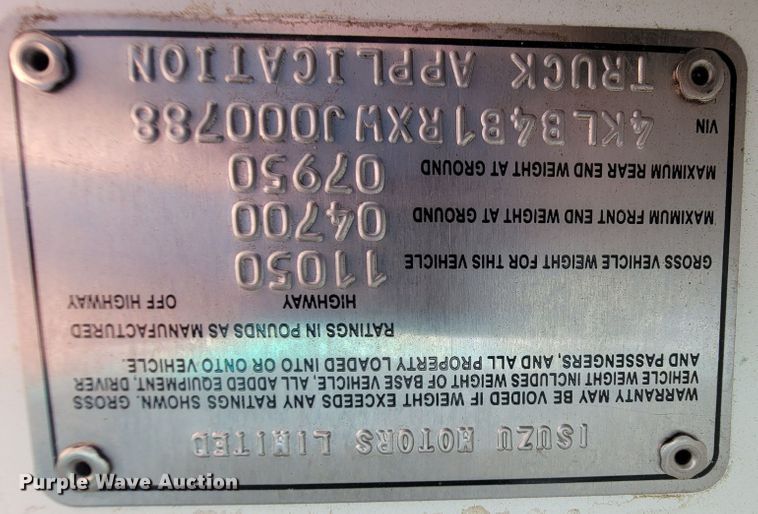 ISUZU MOTORS LIMITED
WARRANTY MAY BE VOIDED IF WEIGHT EXCEEDS ANY RATINGS SHOWN. GROSS
VEHICLE WEIGHT INCLUDES WEIGHT OF BASE VEHICLE, ALL ADDED EQUIPMENT, DRIVER
AND PASSENGERS, AND ALL PROPERTY LOADED INTO OR ONTO VEHICLE.
RATINGS IN POUNDS AS MANUFACTURED
HIGHWAY OFF HIGHWAY
GROSS VEHICLE WEIGHT FOR THIS VEHICLE 11050
MAXIMUM FRONT END WEIGHT AT GROUND 04700
MAXIMUM REAR END WEIGHT AT GROUND 07950
VIN 4KLB4B1RXWJ000788
TRUCK APPLICATION
Purple Wave Auction